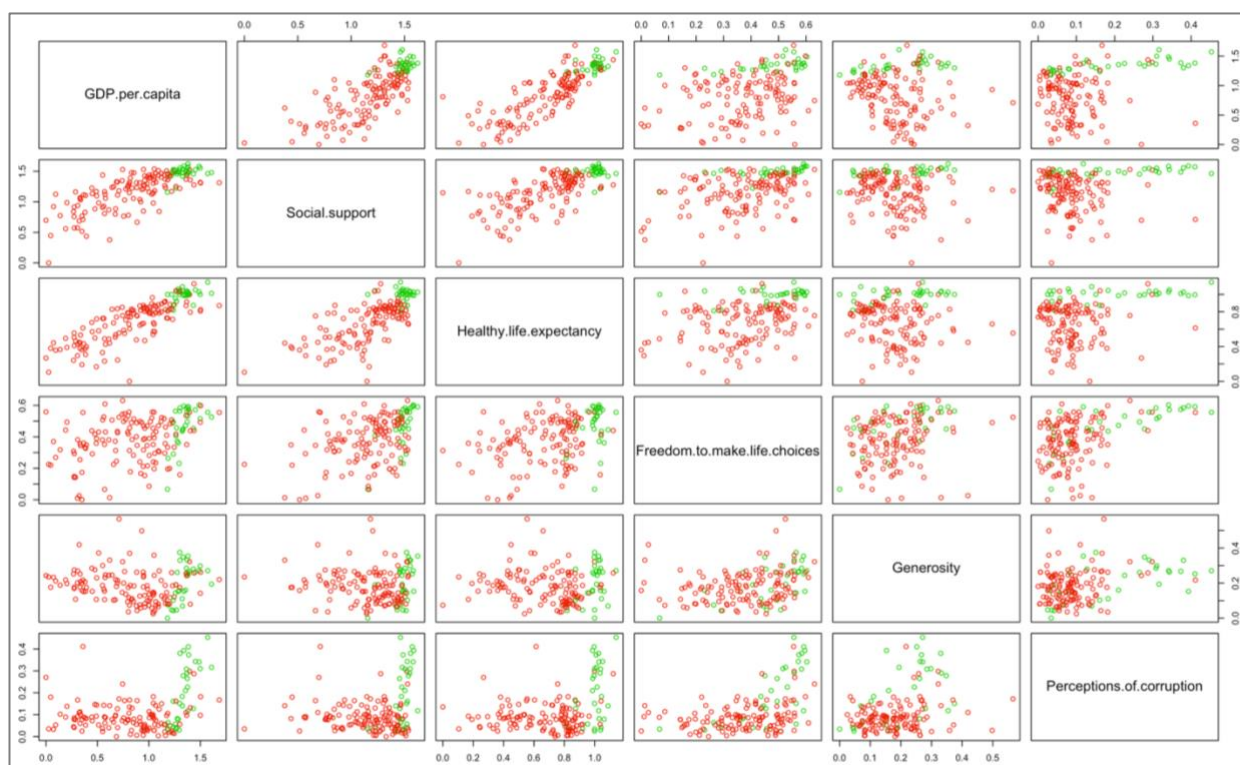 0.0 0.5 1.0 1.5
0.0 0.1 0.2 0.3 0.4 0.5 0.6
0.0 0.1 0.2 0.3 0.4
GDP.per.capita
0.0 0.5 1.0 1.5
0.0 0.5 1.0 1.5
Social.support
Healthy.life.expectancy
0.0 0.4 0.8
0.0 0.2 0.4 0.6
Freedom.to.make.life.choices
Generosity
0.0 0.2 0.4
0.0 0.1 0.2 0.3 0.4
Perceptions.of.corruption
0.0 0.5 1.0 1.5
0.0 0.2 0.4 0.6 0.8 1.0
0.0 0.1 0.2 0.3 0.4 0.5